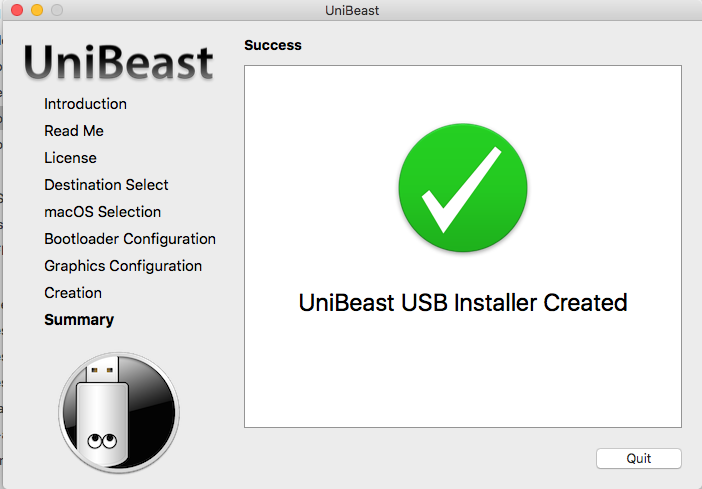 UniBeast
UniBeast
Success
Introduction
Read Me
License
Destination Select
macOS Selection
Bootloader Configuration
Graphics Configuration
Creation
Summary
UniBeast USB Installer Created
Quit